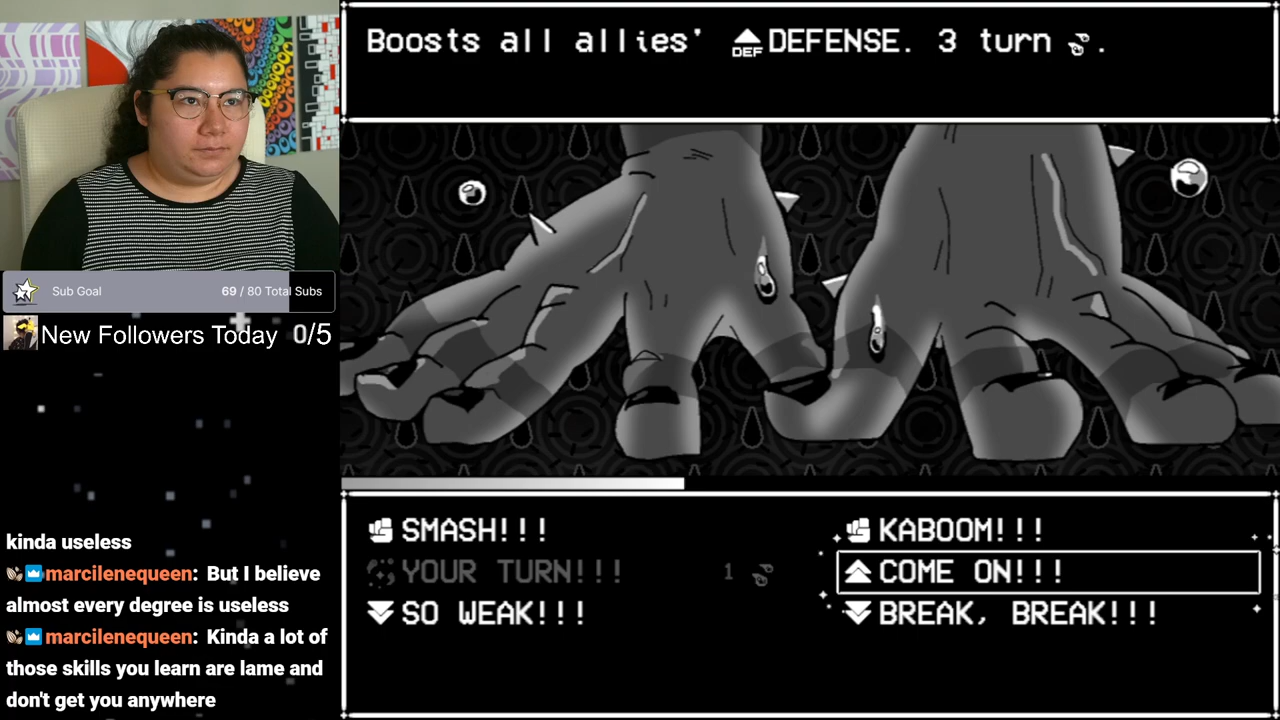 Boosts all allies' DEF DEFENSE. 3 turn .
Sub Goal 69 / 80 Total Subs
New Followers Today 0/5
SMASH!!!
KABOOM!!!
YOUR TURN!!! 1
COME ON!!!
SO WEAK!!!
BREAK, BREAK!!!
kinda useless
marcilenequeen: But I believe
almost every degree is useless
marcilenequeen: Kinda a lot of
those skills you learn are lame and
don't get you anywhere